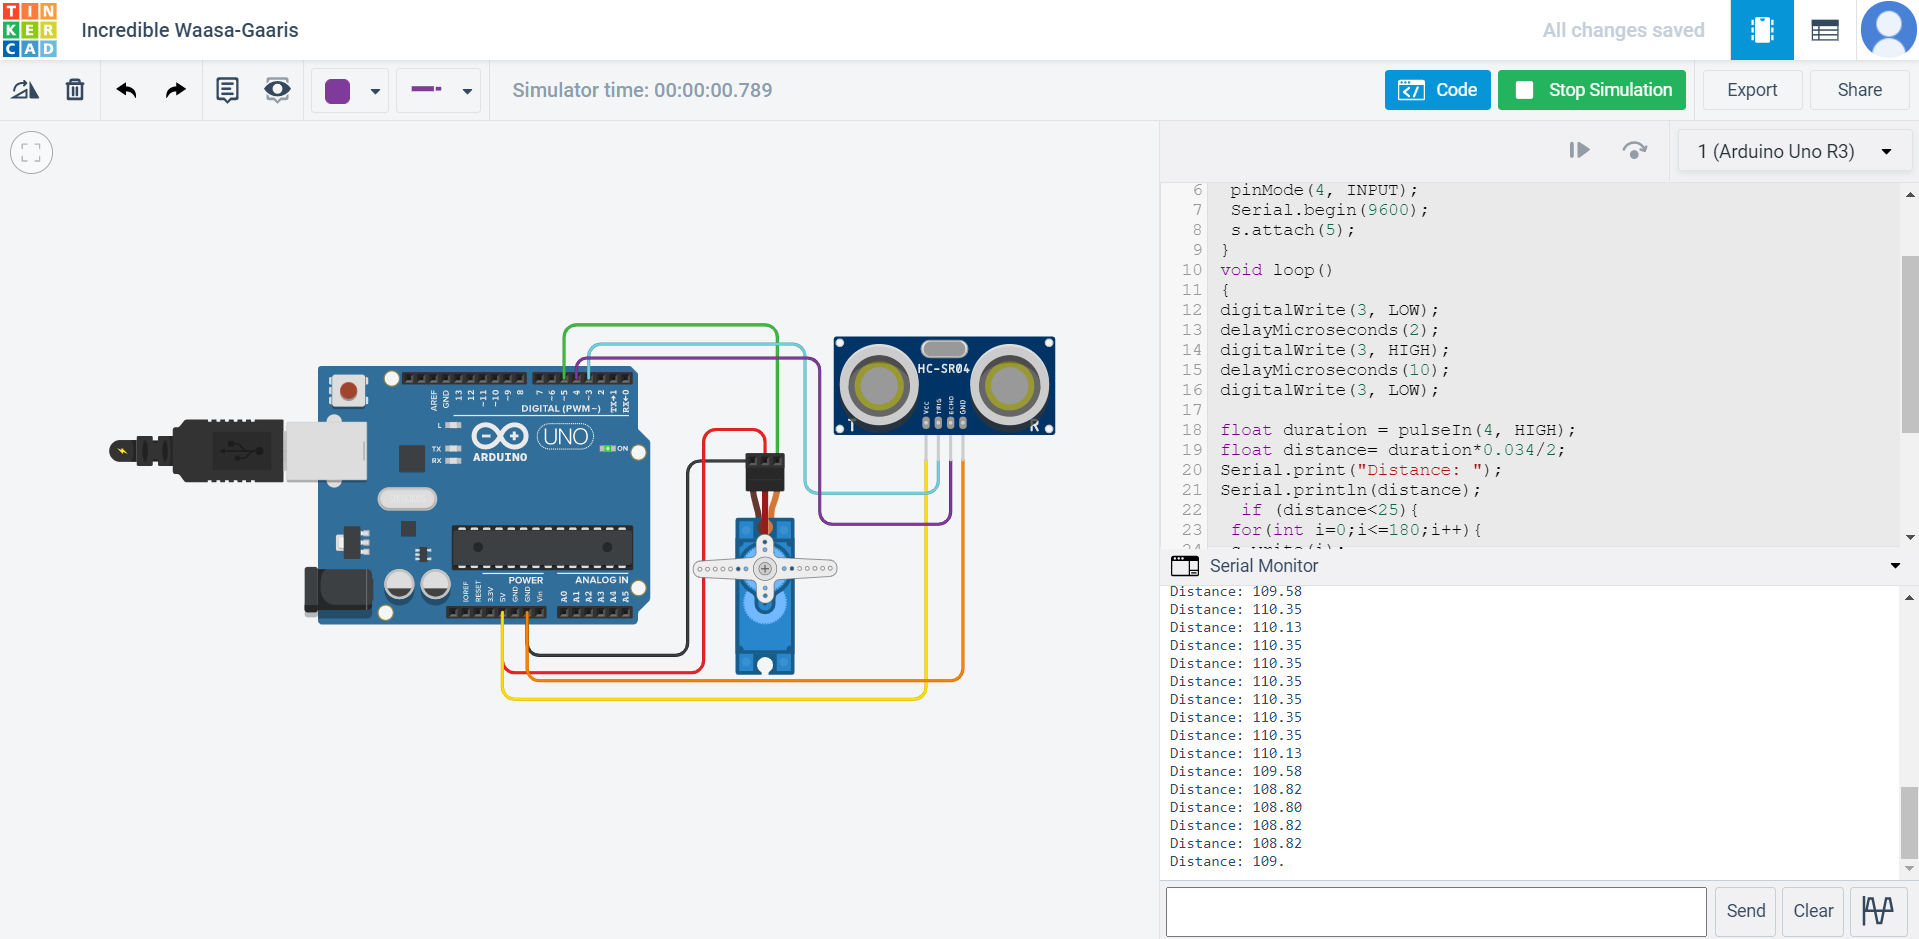 TINKERCAD
Incredible Waasa-Gaaris
All changes saved
Simulator time: 00:00:00.789
Code
Stop Simulation
Export
Share
1 (Arduino Uno R3)
6 pinMode(4, INPUT);
7 Serial.begin(9600);
8 s.attach(5);
9 }
10 void loop()
11 {
12 digitalWrite(3, LOW);
13 delayMicroseconds(2);
14 digitalWrite(3, HIGH);
15 delayMicroseconds(10);
16 digitalWrite(3, LOW);
17
18 float duration = pulseIn(4, HIGH);
19 float distance= duration*0.034/2;
20 Serial.print("Distance: ");
21 Serial.println(distance);
22 if (distance<25){
23 for(int i=0;i<=180;i++){
AREF GND 13 12 ~11 ~10 ~9 8 7 ~6 ~5 4 ~3 2 TX→1 RX←0
DIGITAL (PWM~)
L
TX
RX
UNO
ON
ARDUINO
POWER
ANALOG IN
IOREF RESET 3.3V 5V GND GND Vin A0 A1 A2 A3 A4 A5
HC-SR04
VCC TRIG ECHO GND
T
R
Serial Monitor
Distance: 109.58
Distance: 110.35
Distance: 110.13
Distance: 110.35
Distance: 110.35
Distance: 110.35
Distance: 110.35
Distance: 110.35
Distance: 110.35
Distance: 110.13
Distance: 109.58
Distance: 108.82
Distance: 108.80
Distance: 108.82
Distance: 108.82
Distance: 109.
Send
Clear